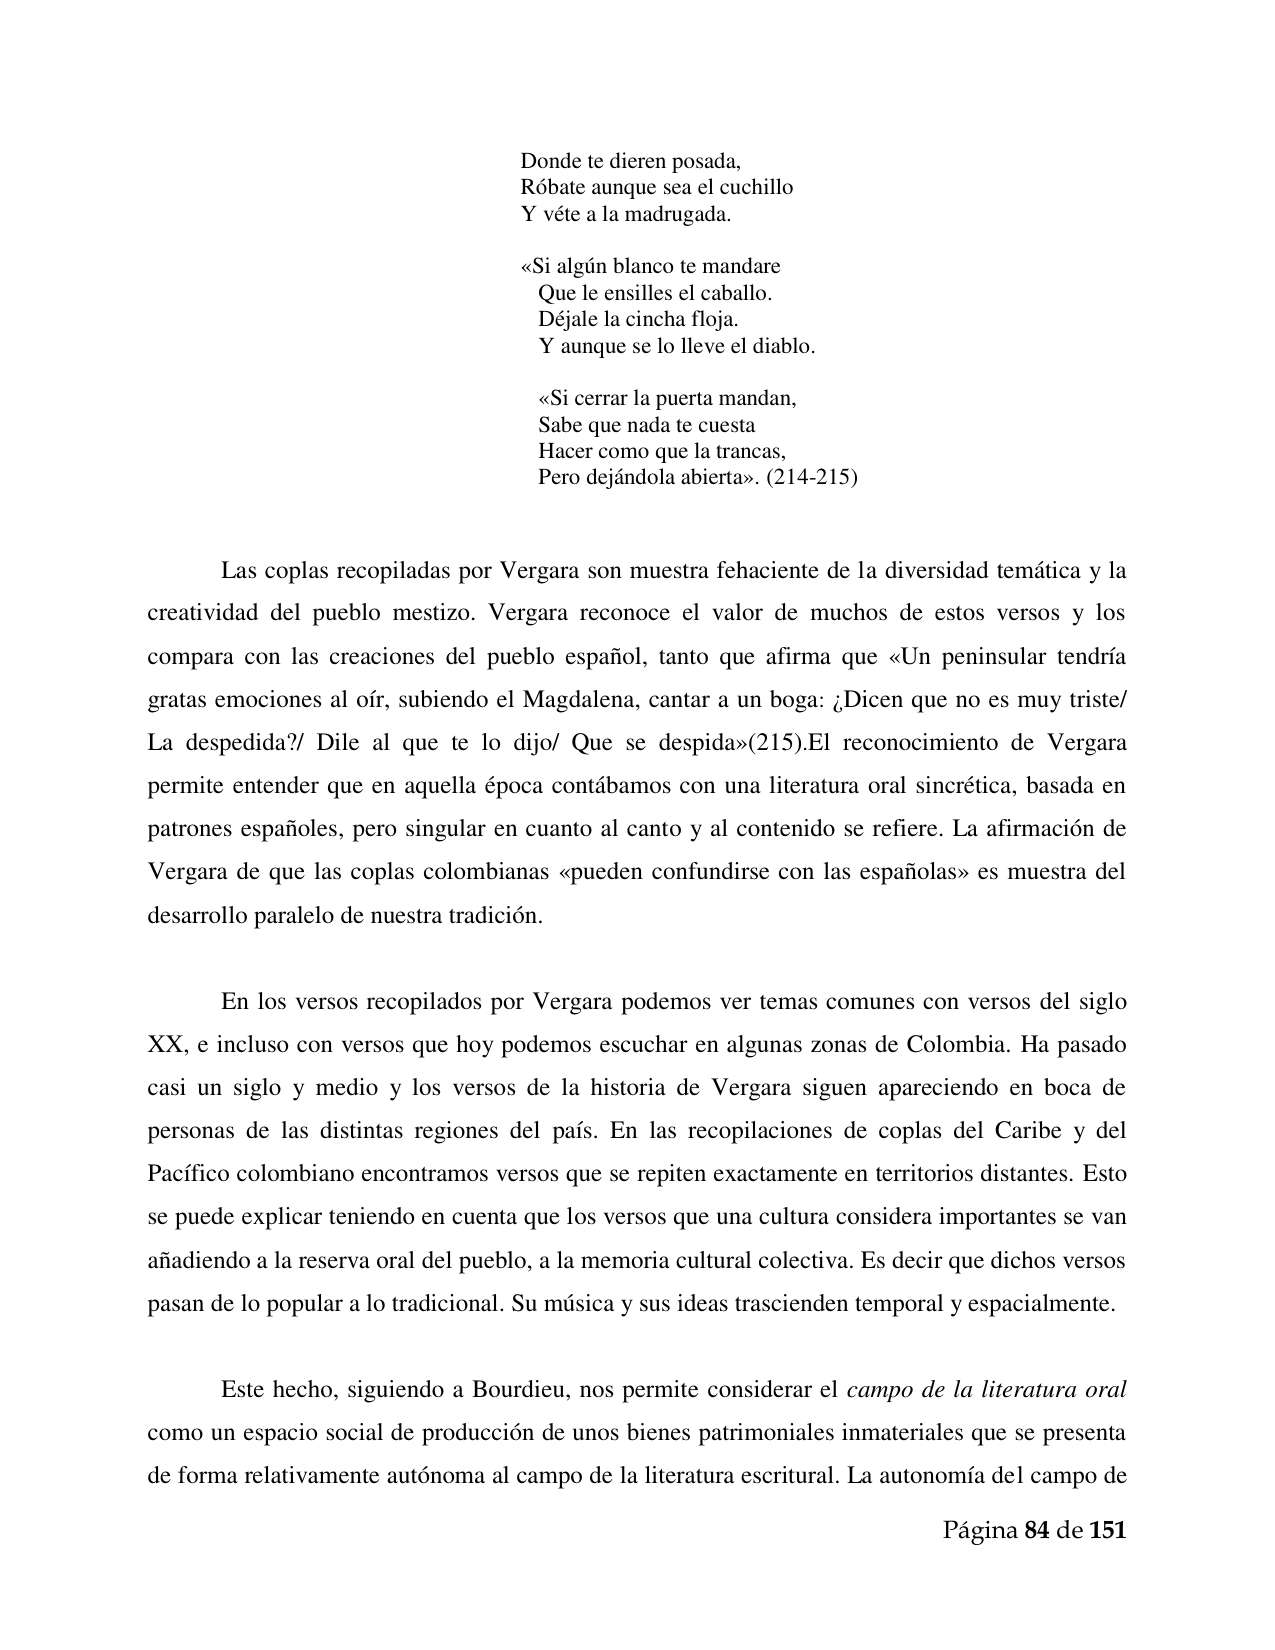 Donde te dieren posada,
Róbate aunque sea el cuchillo
Y véte a la madrugada.
«Si algún blanco te mandare
Que le ensilles el caballo.
Déjale la cincha floja.
Y aunque se lo lleve el diablo.
«Si cerrar la puerta mandan,
Sabe que nada te cuesta
Hacer como que la trancas,
Pero dejándola abierta». (214-215)
Las coplas recopiladas por Vergara son muestra fehaciente de la diversidad temática y la
creatividad del pueblo mestizo. Vergara reconoce el valor de muchos de estos versos y los
compara con las creaciones del pueblo español, tanto que afirma que «Un peninsular tendría
gratas emociones al oír, subiendo el Magdalena, cantar a un boga: ¿Dicen que no es muy triste/
La despedida?/ Dile al que te lo dijo/ Que se despida»(215).El reconocimiento de Vergara
permite entender que en aquella época contábamos con una literatura oral sincrética, basada en
patrones españoles, pero singular en cuanto al canto y al contenido se refiere. La afirmación de
Vergara de que las coplas colombianas «pueden confundirse con las españolas» es muestra del
desarrollo paralelo de nuestra tradición.
En los versos recopilados por Vergara podemos ver temas comunes con versos del siglo
XX, e incluso con versos que hoy podemos escuchar en algunas zonas de Colombia. Ha pasado
casi un siglo y medio y los versos de la historia de Vergara siguen apareciendo en boca de
personas de las distintas regiones del país. En las recopilaciones de coplas del Caribe y del
Pacífico colombiano encontramos versos que se repiten exactamente en territorios distantes. Esto
se puede explicar teniendo en cuenta que los versos que una cultura considera importantes se van
añadiendo a la reserva oral del pueblo, a la memoria cultural colectiva. Es decir que dichos versos
pasan de lo popular a lo tradicional. Su música y sus ideas trascienden temporal y espacialmente.
Este hecho, siguiendo a Bourdieu, nos permite considerar el campo de la literatura oral
como un espacio social de producción de unos bienes patrimoniales inmateriales que se presenta
de forma relativamente autónoma al campo de la literatura escritural. La autonomía del campo de
Página 84 de 151